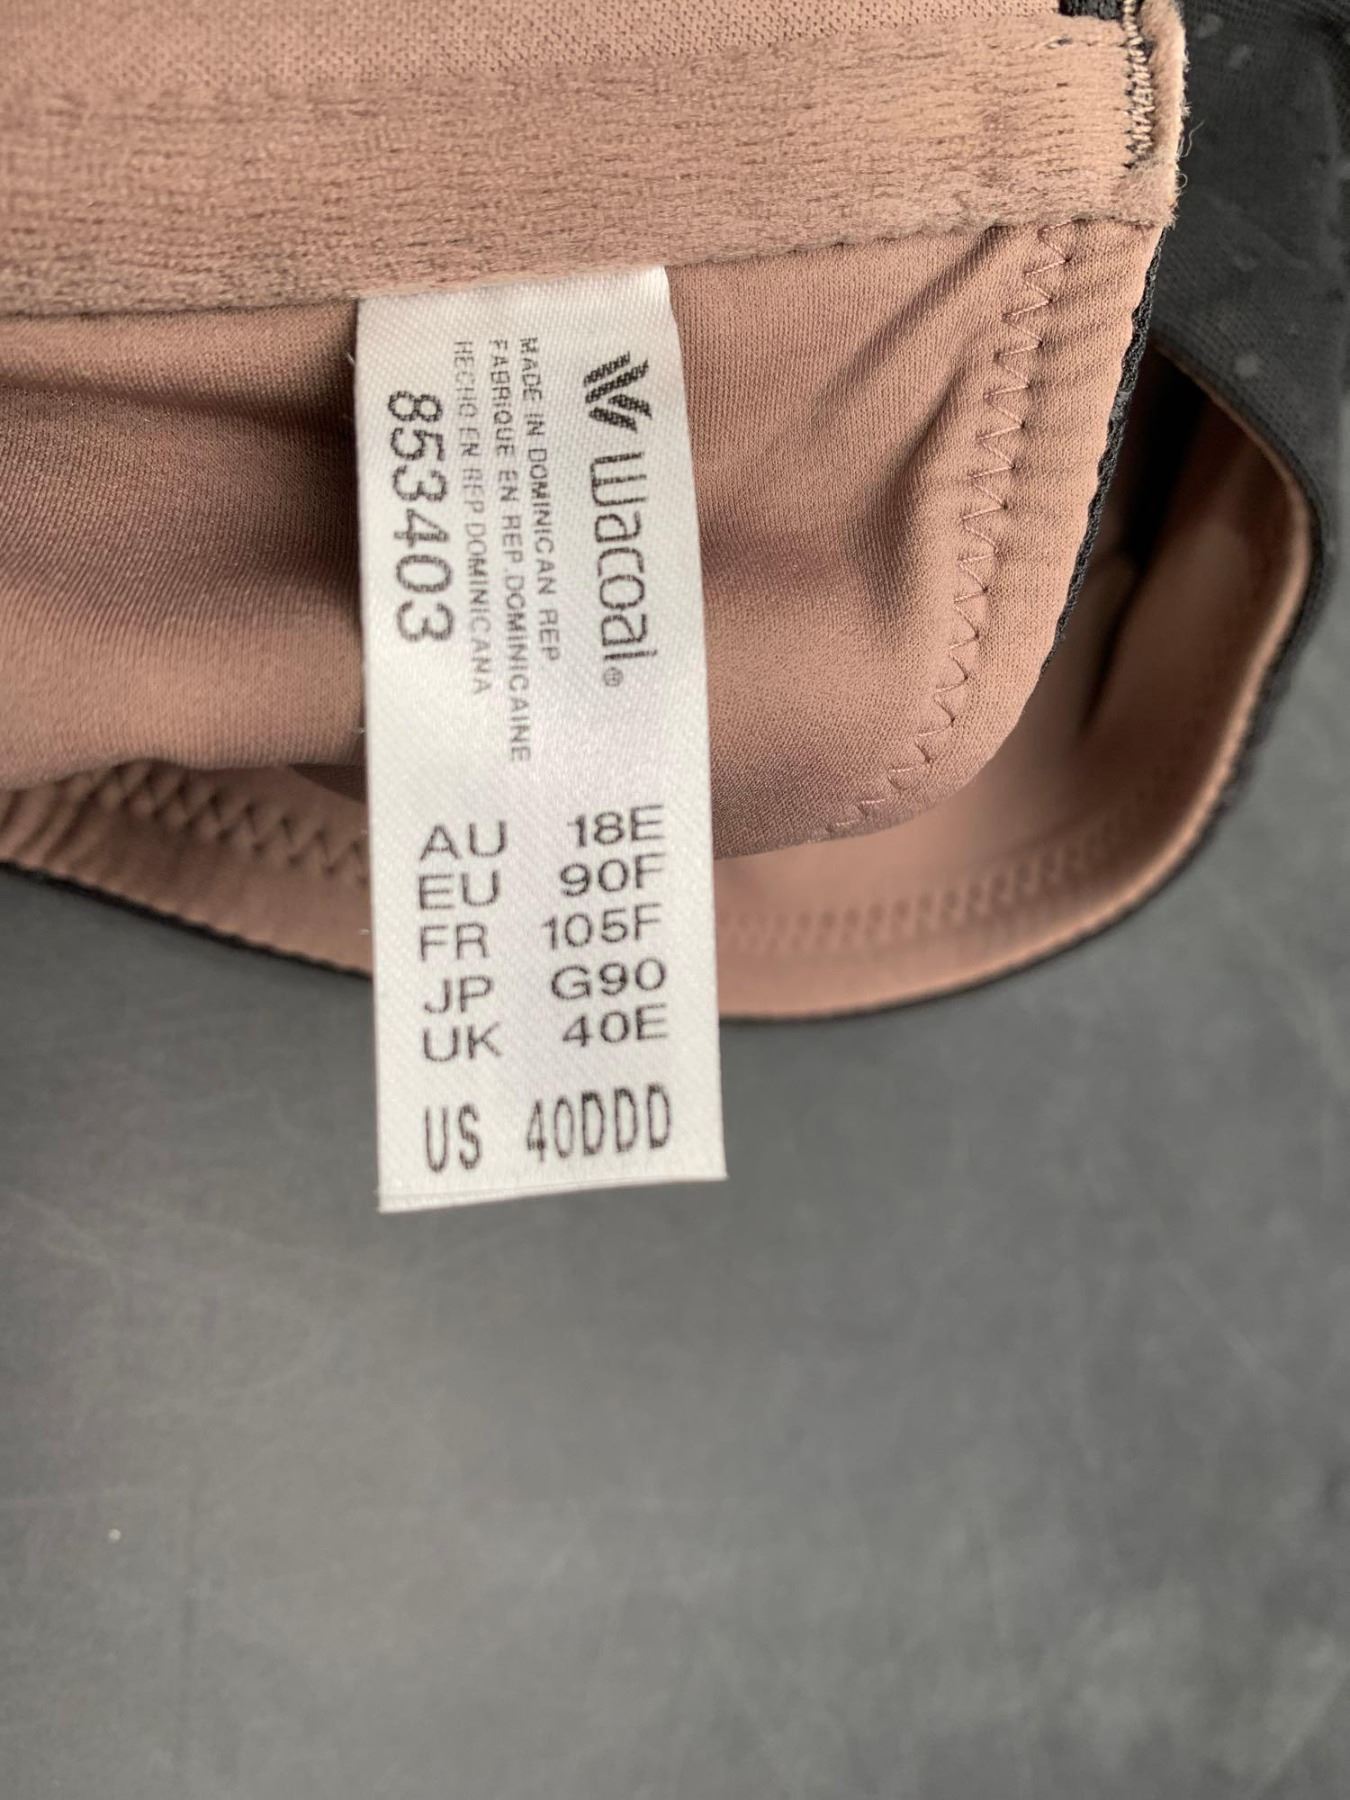 wacoal®
MADE IN DOMINICAN REP
FABRIQUE EN REP.DOMINICAINE
HECHO EN REP DOMINICANA
853403
AU 18E
EU 90F
FR 105F
JP G90
UK 40E
US 40DDD